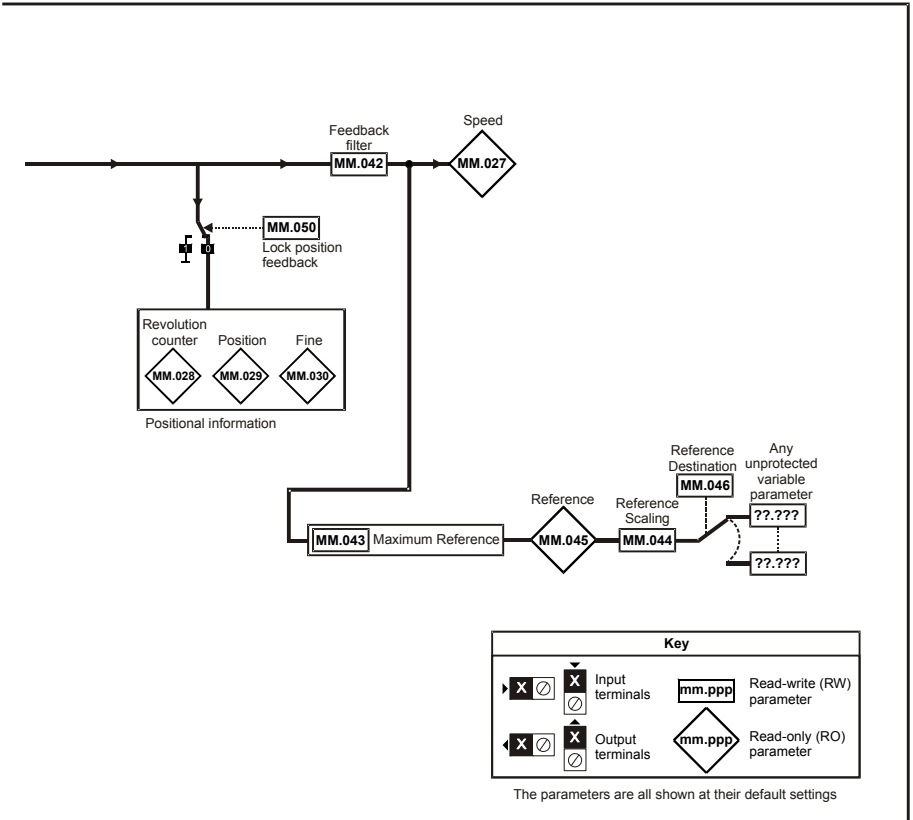 Speed
Feedback
filter
MM.042
MM.027
MM.050
Lock position
feedback
1 0
Revolution
counter
Position
Fine
MM.028
MM.029
MM.030
Positional information
Reference
Destination
MM.046
Any
unprotected
variable
parameter
??.???
??.???
Reference
MM.045
Reference
Scaling
MM.044
MM.043 Maximum Reference
Key
X
X
Input
terminals
mm.ppp
Read-write (RW)
parameter
X
X
Output
terminals
mm.ppp
Read-only (RO)
parameter
The parameters are all shown at their default settings